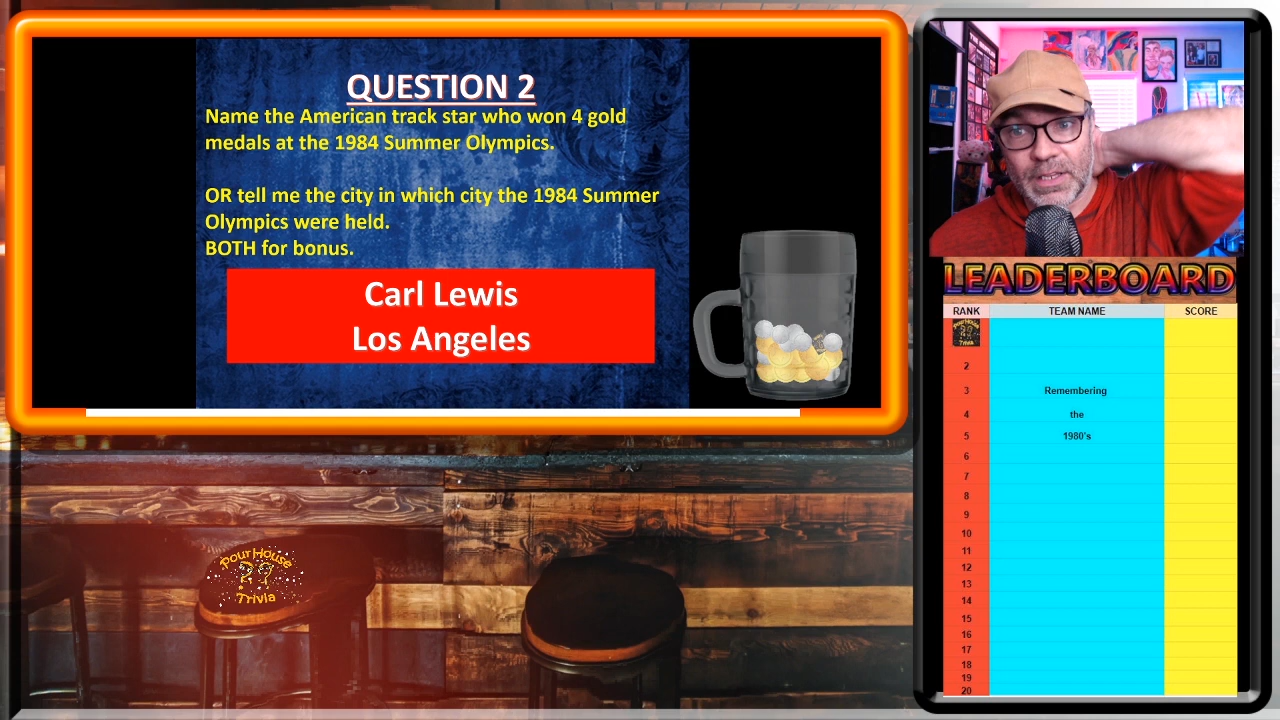 QUESTION 2
Name the American track star who won 4 gold
medals at the 1984 Summer Olympics.
OR tell me the city in which city the 1984 Summer
Olympics were held.
BOTH for bonus.
Carl Lewis
Los Angeles
LEADERBOARD
RANK TEAM NAME SCORE
PourHouse
Trivia
2
3 Remembering
4 the
5 1980's
6
7
8
9
10
11
12
13
14
15
16
17
18
19
20
PourHouse
Trivia